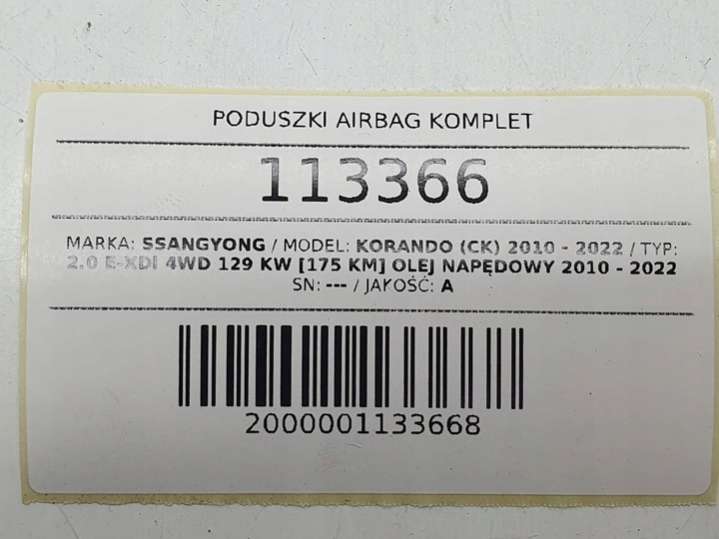 PODUSZKI AIRBAG KOMPLET
113366
MARKA: SSANGYONG / MODEL: KORANDO (CK) 2010 - 2022 / TYP:
2.0 E-XDI 4WD 129 KW [175 KM] OLEJ NAPĘDOWY 2010 - 2022
SN: --- / JAKOŚĆ: A
2000001133668